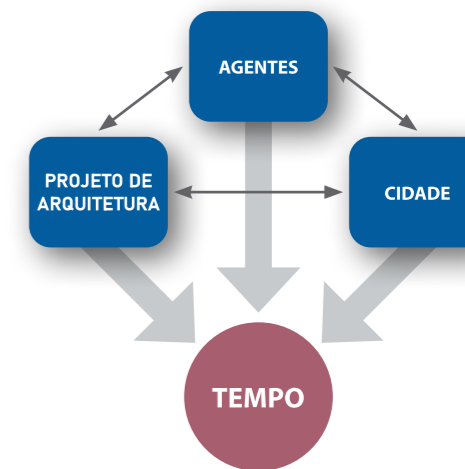 AGENTES
PROJETO DE
ARQUITETURA
CIDADE
TEMPO